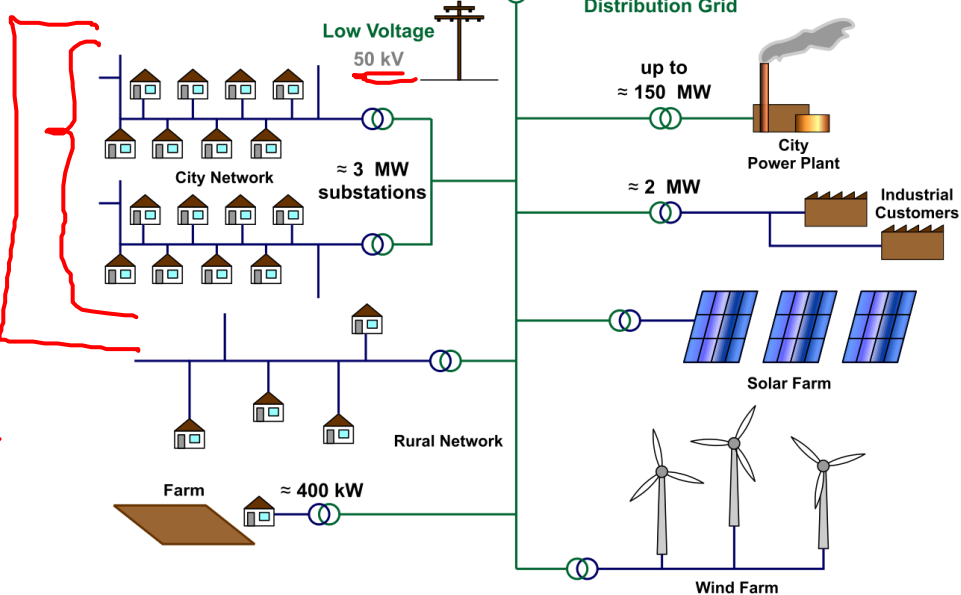 Distribution Grid
Low Voltage
50 kV
up to
≈ 150 MW
City
Power Plant
≈ 3 MW
substations
City Network
≈ 2 MW
Industrial
Customers
Solar Farm
Rural Network
Farm
≈ 400 kW
Wind Farm